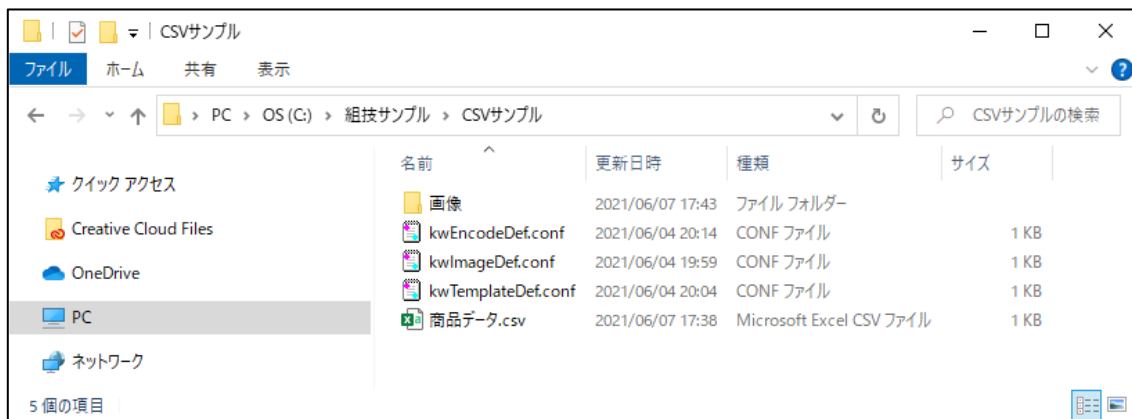 CSVサンプル
ファイル ホーム 共有 表示
PC › OS (C:) › 組技サンプル › CSVサンプル CSVサンプルの検索
名前 更新日時 種類 サイズ
クイック アクセス
Creative Cloud Files
OneDrive
PC
ネットワーク
画像 2021/06/07 17:43 ファイル フォルダー
kwEncodeDef.conf 2021/06/04 20:14 CONF ファイル 1 KB
kwImageDef.conf 2021/06/04 19:59 CONF ファイル 1 KB
kwTemplateDef.conf 2021/06/04 20:04 CONF ファイル 1 KB
商品データ.csv 2021/06/07 17:38 Microsoft Excel CSV ファイル 1 KB
5 個の項目